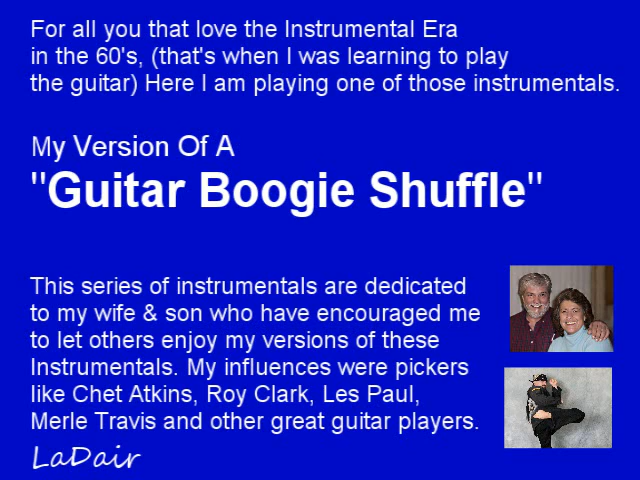 For all you that love the Instrumental Era
in the 60's, (that's when I was learning to play
the guitar) Here I am playing one of those instrumentals.
My Version Of A
"Guitar Boogie Shuffle"
This series of instrumentals are dedicated
to my wife & son who have encouraged me
to let others enjoy my versions of these
Instrumentals. My influences were pickers
like Chet Atkins, Roy Clark, Les Paul,
Merle Travis and other great guitar players.
LaDair